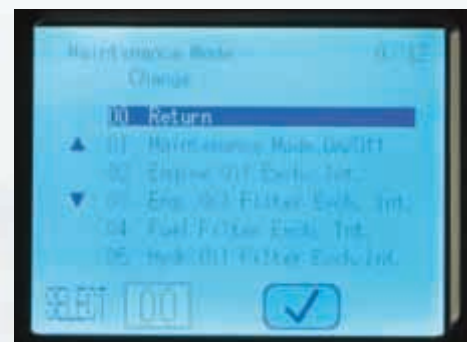 Maintenance Mode
Change
00 Return
01 Maintenance Mode On/Off
02 Engine Oil Exch. Int.
03 Eng. Oil Filter Exch. Int.
04 Fuel Filter Exch. Int.
05 Hydr. Oil Filter Exch. Int.
SELECT 00